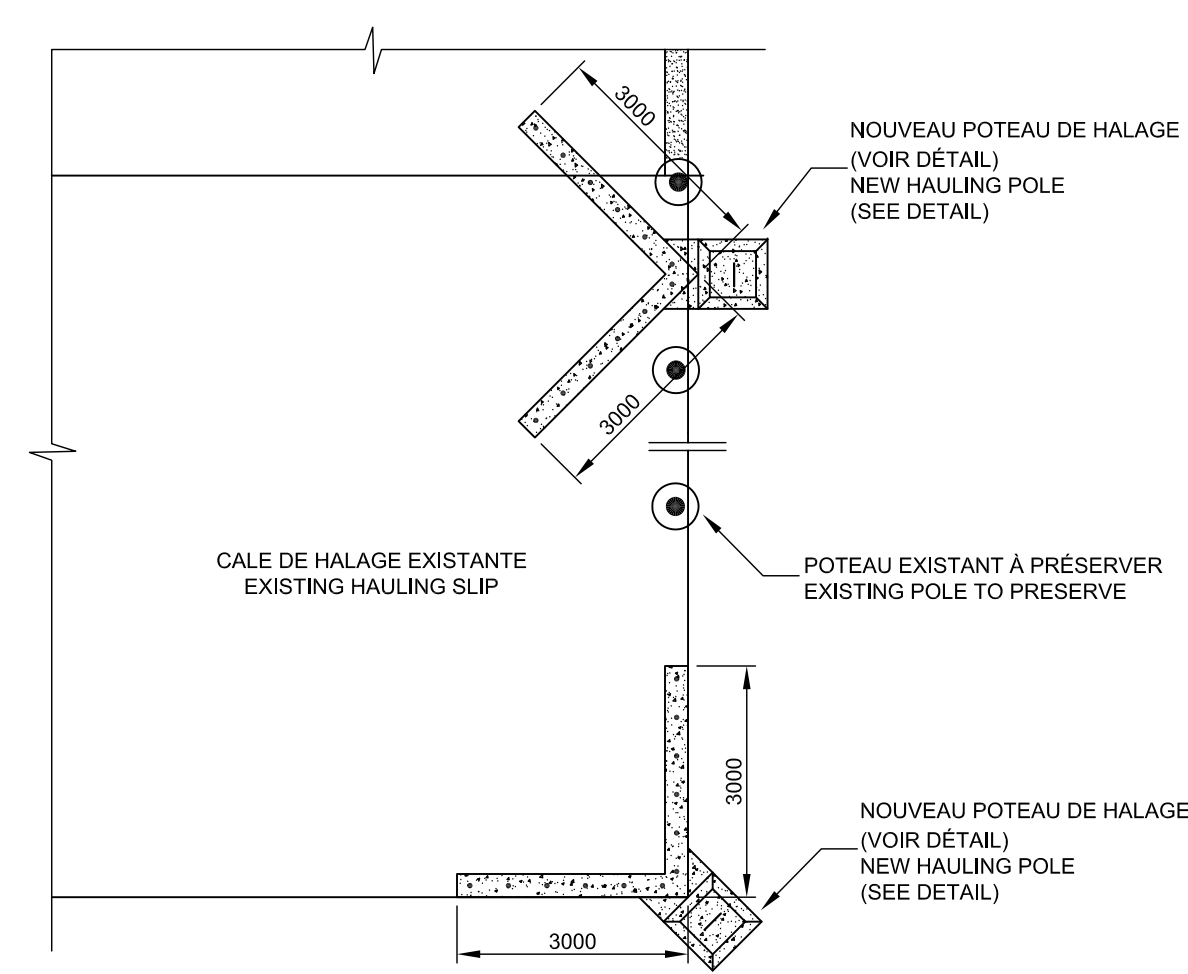 3000
NOUVEAU POTEAU DE HALAGE
(VOIR DÉTAIL)
NEW HAULING POLE
(SEE DETAIL)
3000
CALE DE HALAGE EXISTANTE
EXISTING HAULING SLIP
POTEAU EXISTANT À PRÉSERVER
EXISTING POLE TO PRESERVE
3000
NOUVEAU POTEAU DE HALAGE
(VOIR DÉTAIL)
NEW HAULING POLE
(SEE DETAIL)
3000